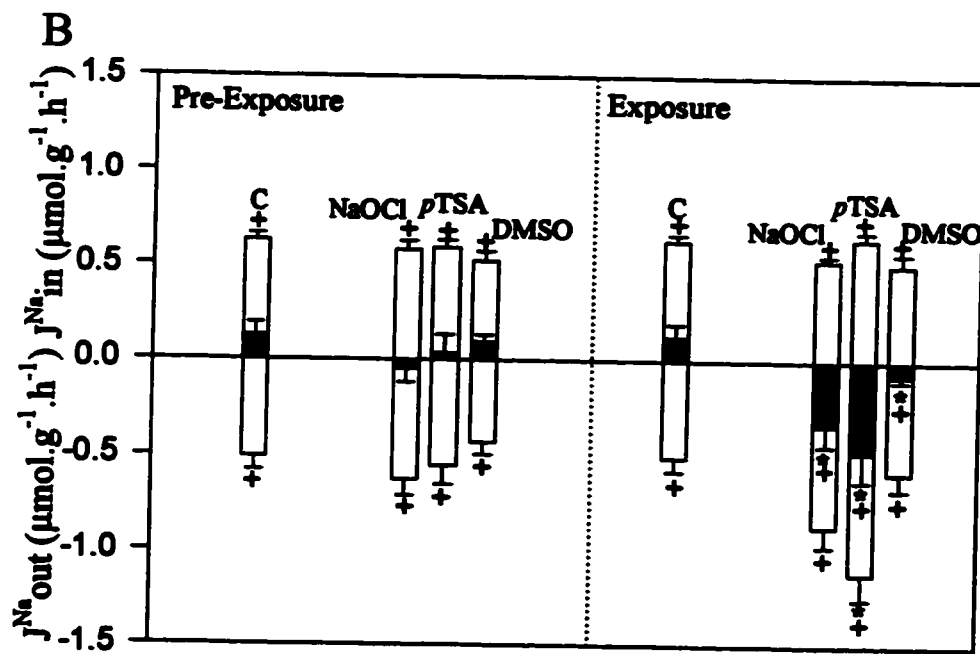 B
J^Na out (µmol.g^-1.h^-1) J^Na in (µmol.g^-1.h^-1)
1.5
1.0
0.5
0.0
-0.5
-1.0
-1.5
Pre-Exposure
C
+
+
NaOCl
+
+
pTSA
+
+
DMSO
+
+
Exposure
C
+
+
NaOCl
+
*
+
+
pTSA
+
*
+
*
+
DMSO
+
*
+
+